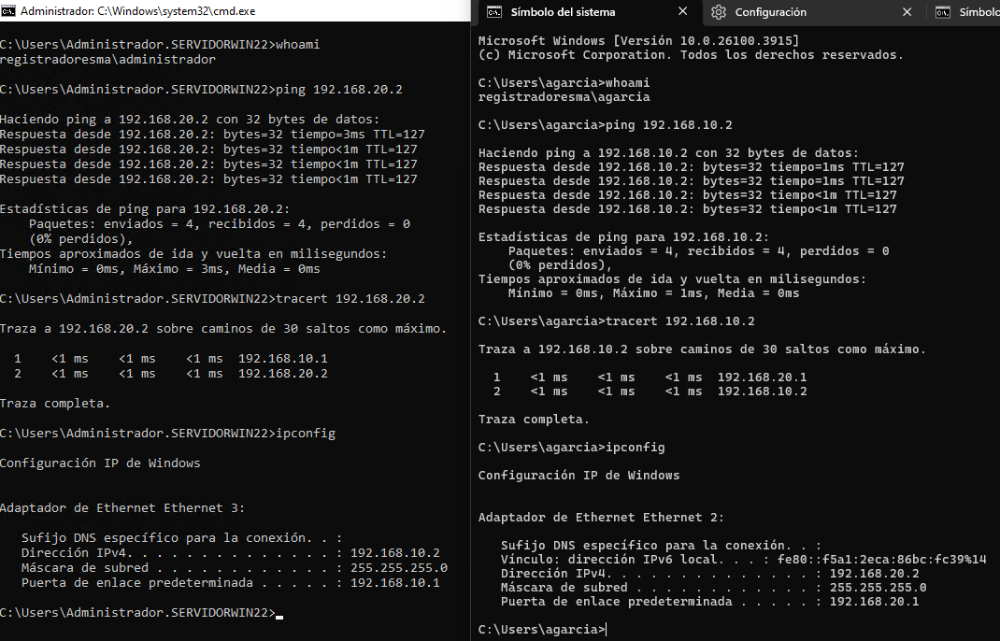 Administrador: C:\Windows\system32\cmd.exe
C:\Users\Administrador.SERVIDORWIN22>whoami
registradoresma\administrador
C:\Users\Administrador.SERVIDORWIN22>ping 192.168.20.2
Haciendo ping a 192.168.20.2 con 32 bytes de datos:
Respuesta desde 192.168.20.2: bytes=32 tiempo=3ms TTL=127
Respuesta desde 192.168.20.2: bytes=32 tiempo<1m TTL=127
Respuesta desde 192.168.20.2: bytes=32 tiempo<1m TTL=127
Respuesta desde 192.168.20.2: bytes=32 tiempo<1m TTL=127
Estadísticas de ping para 192.168.20.2:
    Paquetes: enviados = 4, recibidos = 4, perdidos = 0
    (0% perdidos),
Tiempos aproximados de ida y vuelta en milisegundos:
    Mínimo = 0ms, Máximo = 3ms, Media = 0ms
C:\Users\Administrador.SERVIDORWIN22>tracert 192.168.20.2
Traza a 192.168.20.2 sobre caminos de 30 saltos como máximo.
  1    <1 ms    <1 ms    <1 ms  192.168.10.1
  2    <1 ms    <1 ms    <1 ms  192.168.20.2
Traza completa.
C:\Users\Administrador.SERVIDORWIN22>ipconfig
Configuración IP de Windows
Adaptador de Ethernet Ethernet 3:
   Sufijo DNS específico para la conexión. . :
   Dirección IPv4. . . . . . . . . . . . . . : 192.168.10.2
   Máscara de subred . . . . . . . . . . . . : 255.255.255.0
   Puerta de enlace predeterminada . . . . . : 192.168.10.1
C:\Users\Administrador.SERVIDORWIN22>
Símbolo del sistema
Configuración
Símbolo
Microsoft Windows [Versión 10.0.26100.3915]
(c) Microsoft Corporation. Todos los derechos reservados.
C:\Users\agarcia>whoami
registradoresma\agarcia
C:\Users\agarcia>ping 192.168.10.2
Haciendo ping a 192.168.10.2 con 32 bytes de datos:
Respuesta desde 192.168.10.2: bytes=32 tiempo=1ms TTL=127
Respuesta desde 192.168.10.2: bytes=32 tiempo=1ms TTL=127
Respuesta desde 192.168.10.2: bytes=32 tiempo<1m TTL=127
Respuesta desde 192.168.10.2: bytes=32 tiempo<1m TTL=127
Estadísticas de ping para 192.168.10.2:
    Paquetes: enviados = 4, recibidos = 4, perdidos = 0
    (0% perdidos),
Tiempos aproximados de ida y vuelta en milisegundos:
    Mínimo = 0ms, Máximo = 1ms, Media = 0ms
C:\Users\agarcia>tracert 192.168.10.2
Traza a 192.168.10.2 sobre caminos de 30 saltos como máximo.
  1    <1 ms    <1 ms    <1 ms  192.168.20.1
  2    <1 ms    <1 ms    <1 ms  192.168.10.2
Traza completa.
C:\Users\agarcia>ipconfig
Configuración IP de Windows
Adaptador de Ethernet Ethernet 2:
   Sufijo DNS específico para la conexión. . :
   Vínculo: dirección IPv6 local. . . : fe80::f5a1:2eca:86bc:fc39%14
   Dirección IPv4. . . . . . . . . . . . . . : 192.168.20.2
   Máscara de subred . . . . . . . . . . . . : 255.255.255.0
   Puerta de enlace predeterminada . . . . . : 192.168.20.1
C:\Users\agarcia>